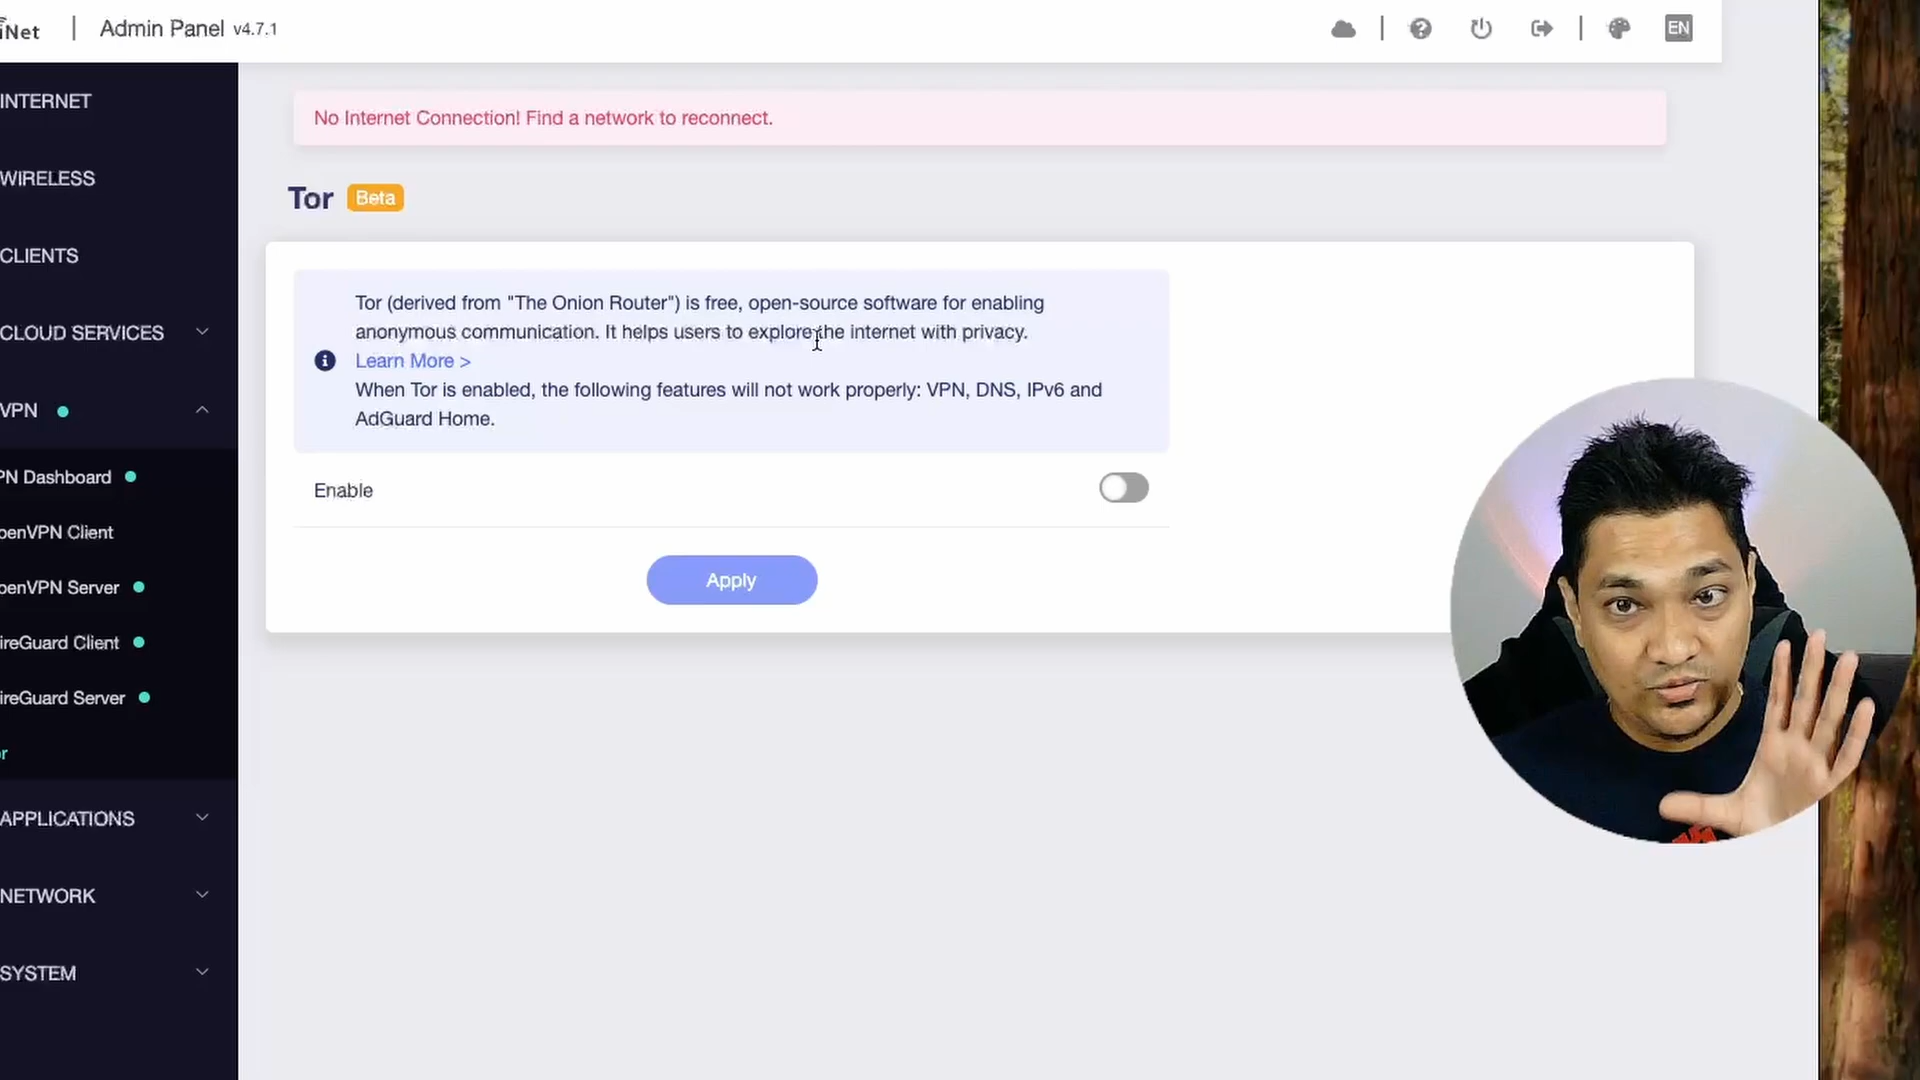 iNet
Admin Panel v4.7.1
EN
INTERNET
No Internet Connection! Find a network to reconnect.
WIRELESS
Tor Beta
CLIENTS
Tor (derived from "The Onion Router") is free, open-source software for enabling
anonymous communication. It helps users to explore the internet with privacy.
Learn More >
When Tor is enabled, the following features will not work properly: VPN, DNS, IPv6 and
AdGuard Home.
CLOUD SERVICES
VPN
PN Dashboard
Enable
penVPN Client
penVPN Server
Apply
ireGuard Client
ireGuard Server
or
APPLICATIONS
NETWORK
SYSTEM